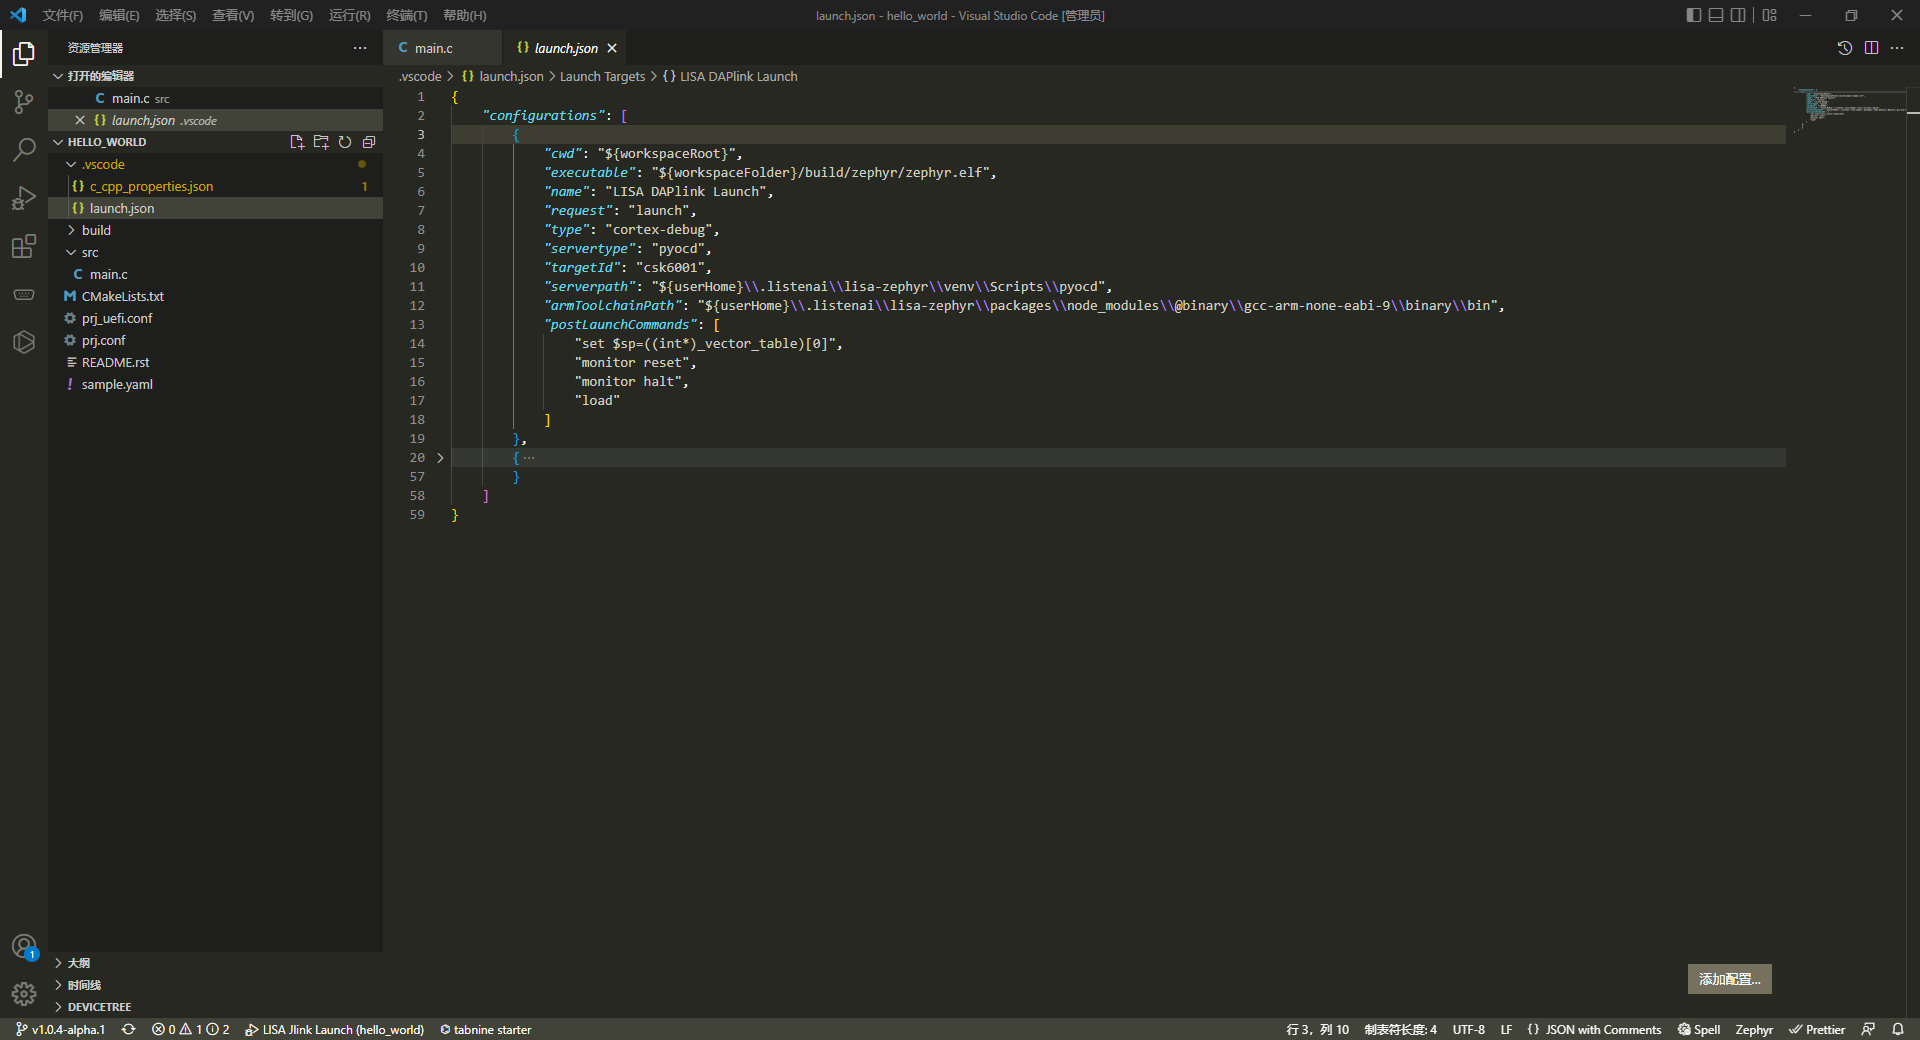 文件(F) 编辑(E) 选择(S) 查看(V) 转到(G) 运行(R) 终端(T) 帮助(H) launch.json - hello_world - Visual Studio Code [管理员]
资源管理器
打开的编辑器
main.c src
launch.json .vscode
HELLO_WORLD
.vscode
c_cpp_properties.json 1
launch.json
build
src
main.c
CMakeLists.txt
prj_uefi.conf
prj.conf
README.rst
sample.yaml
大纲
时间线
DEVICETREE
main.c launch.json
.vscode > launch.json > Launch Targets > {} LISA DAPlink Launch
1 {
2 "configurations": [
3 {
4 "cwd": "${workspaceRoot}",
5 "executable": "${workspaceFolder}/build/zephyr/zephyr.elf",
6 "name": "LISA DAPlink Launch",
7 "request": "launch",
8 "type": "cortex-debug",
9 "servertype": "pyocd",
10 "targetId": "csk6001",
11 "serverpath": "${userHome}\\.listenai\\lisa-zephyr\\venv\\Scripts\\pyocd",
12 "armToolchainPath": "${userHome}\\.listenai\\lisa-zephyr\\packages\\node_modules\\@binary\\gcc-arm-none-eabi-9\\binary\\bin",
13 "postLaunchCommands": [
14 "set $sp=((int*)_vector_table)[0]",
15 "monitor reset",
16 "monitor halt",
17 "load"
18 ]
19 },
20 {…
57 }
58 ]
59 }
添加配置...
1
v1.0.4-alpha.1 0 1 2 LISA Jlink Launch (hello_world) tabnine starter 行 3，列 10 制表符长度: 4 UTF-8 LF {} JSON with Comments Spell Zephyr Prettier